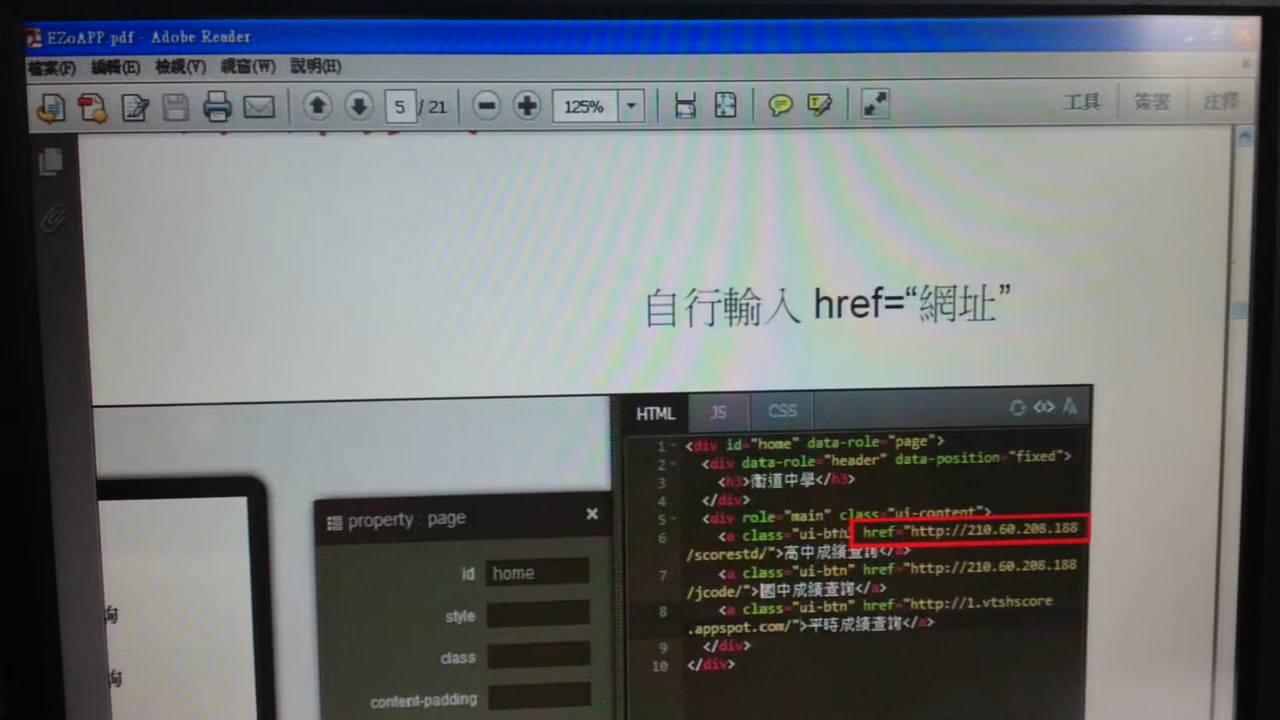 EZoAPP.pdf - Adobe Reader
檔案(F) 編輯(E) 檢視(V) 視窗(W) 說明(H)
5 / 21 125% 工具 簽署 注釋
自行輸入 href=“網址”
HTML JS CSS
1 <div id="home" data-role="page">
2 <div data-role="header" data-position="fixed">
3 <h3>衛道中學</h3>
4 </div>
5 <div role="main" class="ui-content">
6 <a class="ui-btn href="http://210.60.208.188
/scorestd/">高中成績查詢</a>
7 <a class="ui-btn" href="http://210.60.208.188
/jcode/">國中成績查詢</a>
8 <a class="ui-btn" href="http://1.vtshscore
.appspot.com/">平時成績查詢</a>
9 </div>
10 </div>
property : page
id home
style
class
content-padding
詢
詢